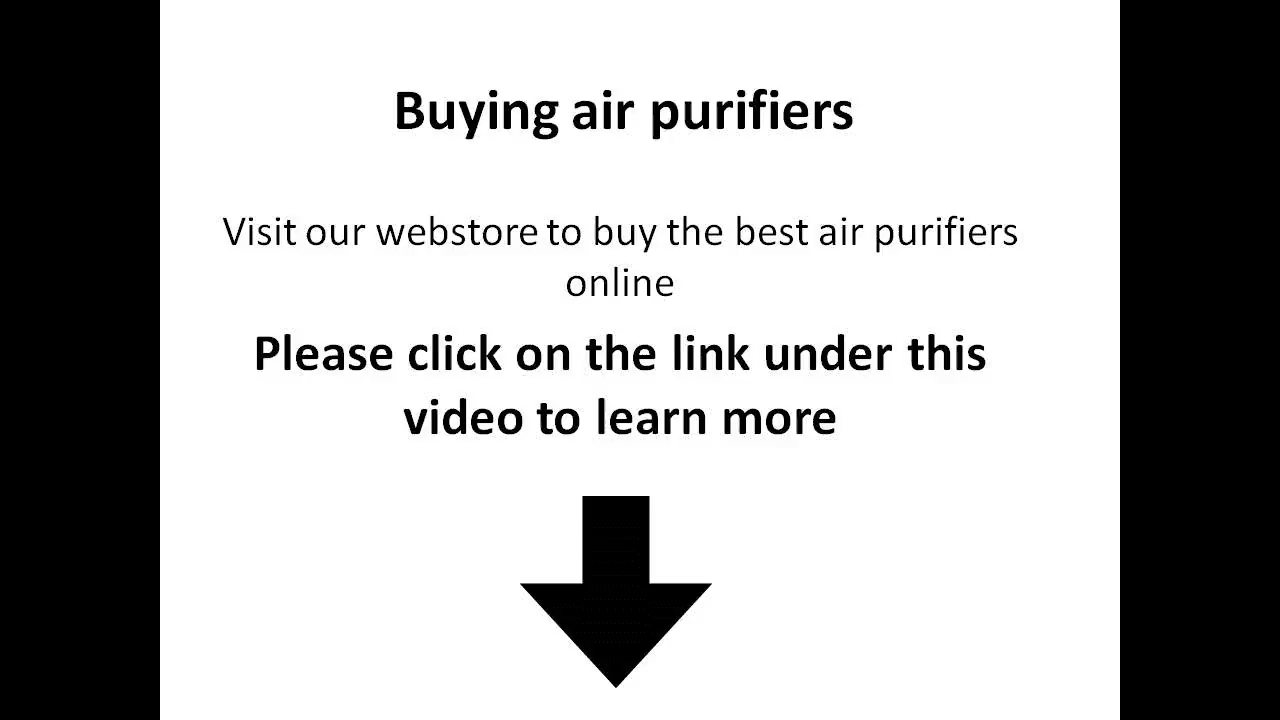 Buying air purifiers
Visit our webstore to buy the best air purifiers
online
Please click on the link under this
video to learn more